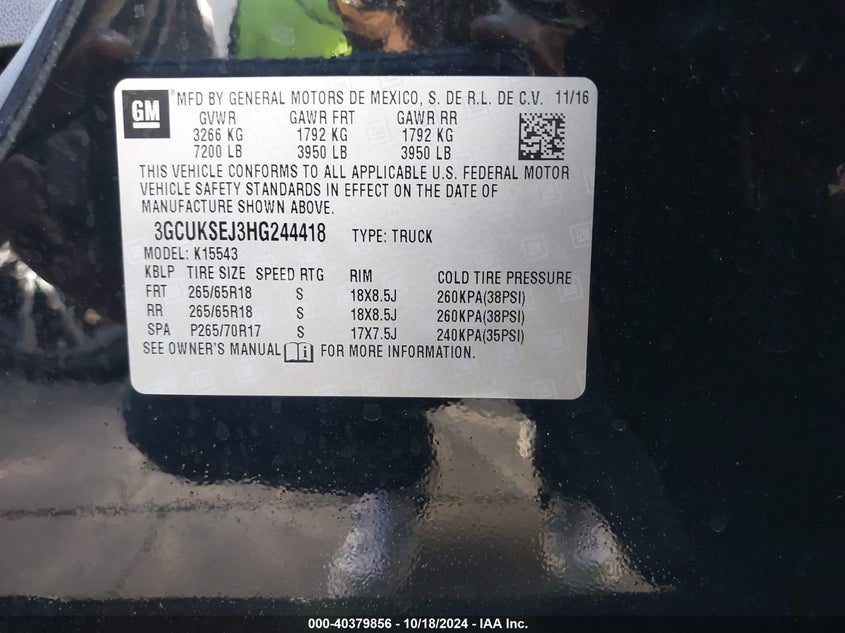 GM ® MFD BY GENERAL MOTORS DE MEXICO, S. DE R.L. DE C.V. 11/16
GVWR GAWR FRT GAWR RR
3266 KG 1792 KG 1792 KG
7200 LB 3950 LB 3950 LB
THIS VEHICLE CONFORMS TO ALL APPLICABLE U.S. FEDERAL MOTOR
VEHICLE SAFETY STANDARDS IN EFFECT ON THE DATE OF
MANUFACTURE SHOWN ABOVE.
3GCUKSEJ3HG244418 TYPE: TRUCK
MODEL: K15543
KBLP TIRE SIZE SPEED RTG RIM COLD TIRE PRESSURE
FRT 265/65R18 S 18X8.5J 260KPA(38PSI)
RR 265/65R18 S 18X8.5J 260KPA(38PSI)
SPA P265/70R17 S 17X7.5J 240KPA(35PSI)
SEE OWNER'S MANUAL i FOR MORE INFORMATION.
000-40379856 - 10/18/2024 - IAA Inc.